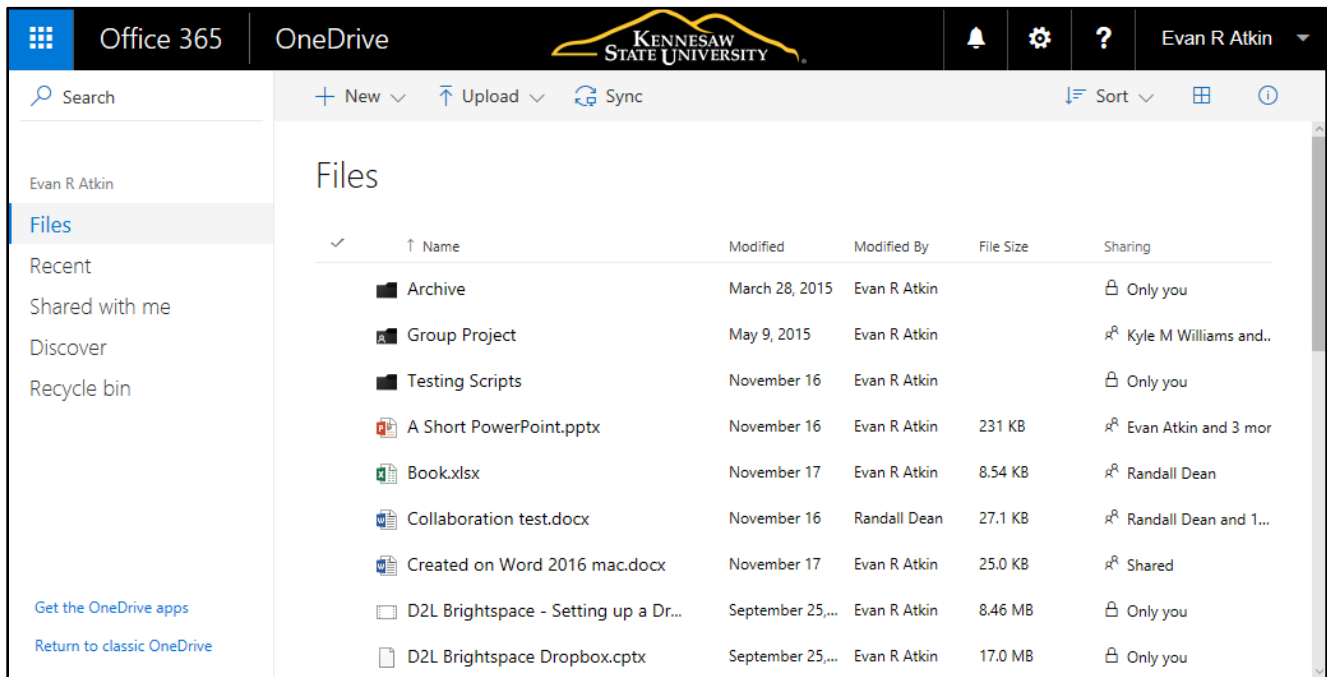 Office 365 OneDrive KENNESAW STATE UNIVERSITY ? Evan R Atkin
Search + New Upload Sync Sort
Evan R Atkin
Files
Recent
Shared with me
Discover
Recycle bin
Get the OneDrive apps
Return to classic OneDrive
Files
Name Modified Modified By File Size Sharing
Archive March 28, 2015 Evan R Atkin Only you
Group Project May 9, 2015 Evan R Atkin Kyle M Williams and..
Testing Scripts November 16 Evan R Atkin Only you
A Short PowerPoint.pptx November 16 Evan R Atkin 231 KB Evan Atkin and 3 mor
Book.xlsx November 17 Evan R Atkin 8.54 KB Randall Dean
Collaboration test.docx November 16 Randall Dean 27.1 KB Randall Dean and 1...
Created on Word 2016 mac.docx November 17 Evan R Atkin 25.0 KB Shared
D2L Brightspace - Setting up a Dr... September 25,... Evan R Atkin 8.46 MB Only you
D2L Brightspace Dropbox.cptx September 25,... Evan R Atkin 17.0 MB Only you